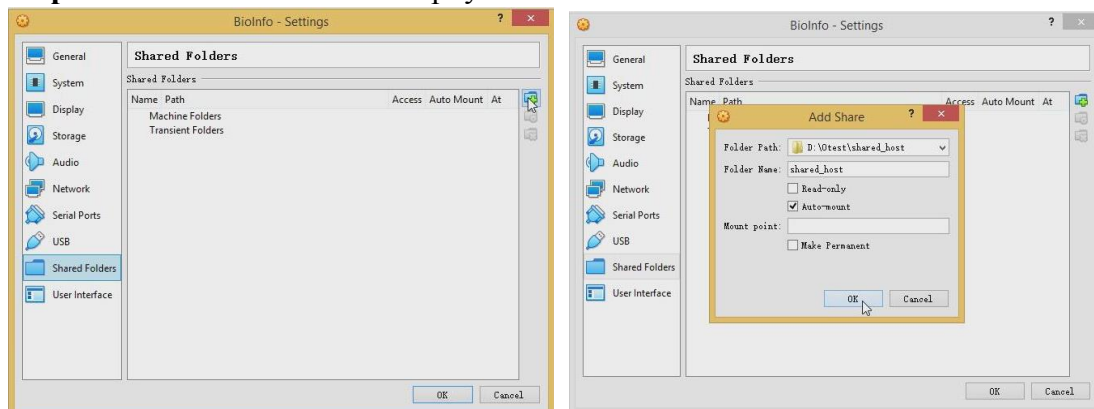 BioInfo - Settings
?
×
General
System
Display
Storage
Audio
Network
Serial Ports
USB
Shared Folders
User Interface
Shared Folders
Shared Folders
Name Path Access Auto Mount At
Machine Folders
Transient Folders
OK Cancel
BioInfo - Settings
?
×
General
System
Display
Storage
Audio
Network
Serial Ports
USB
Shared Folders
User Interface
Shared Folders
Shared Folders
Name Path Access Auto Mount At
Add Share
?
×
Folder Path: D:\0test\shared_host
Folder Name: shared_host
Read-only
Auto-mount
Mount point:
Make Permanent
OK Cancel
OK Cancel